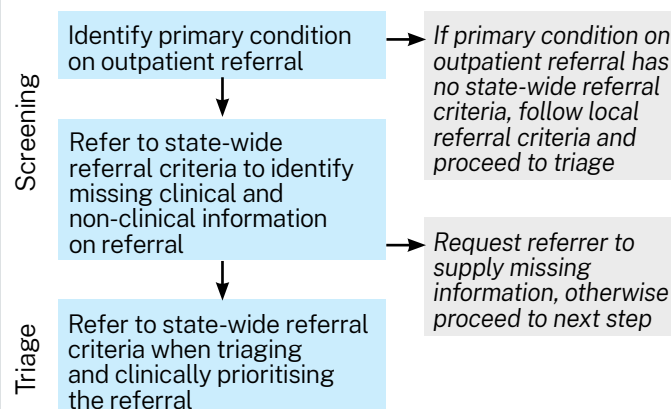 Screening
Identify primary condition
on outpatient referral
If primary condition on
outpatient referral has
no state-wide referral
criteria, follow local
referral criteria and
proceed to triage
Refer to state-wide
referral criteria to identify
missing clinical and
non-clinical information
on referral
Request referrer to
supply missing
information, otherwise
proceed to next step
Triage
Refer to state-wide referral
criteria when triaging
and clinically prioritising
the referral